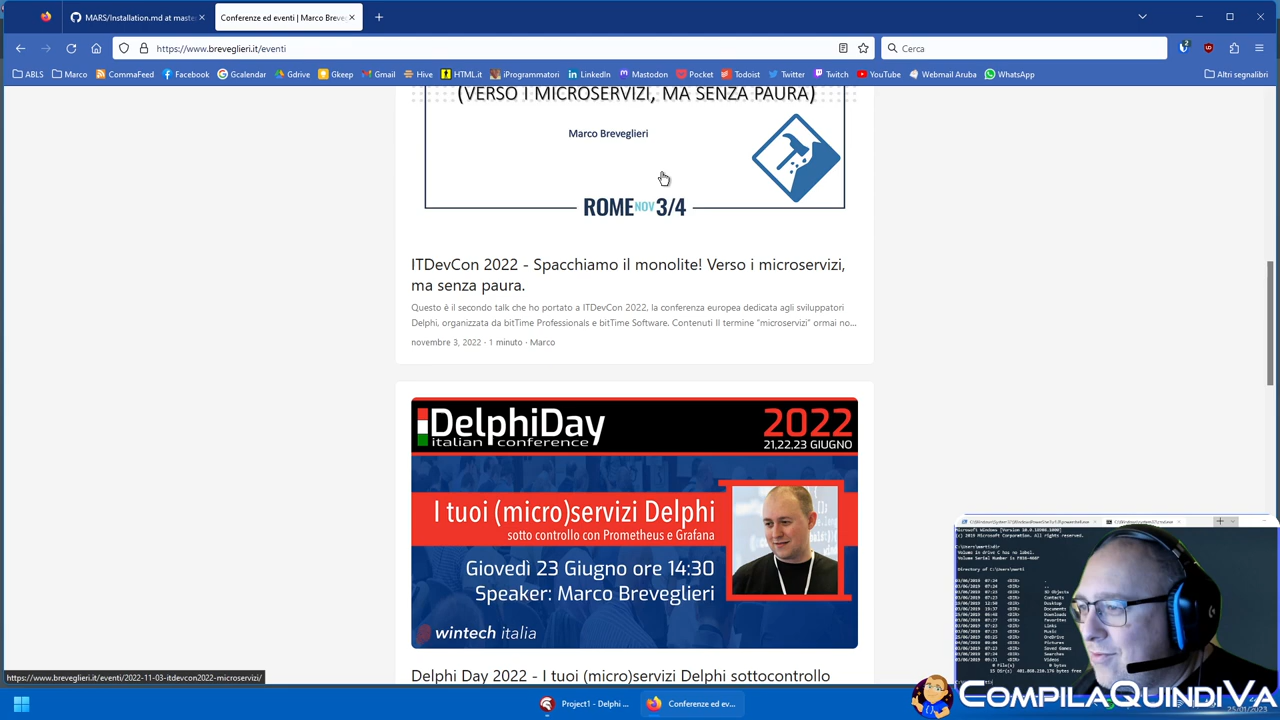 MARS/Installation.md at maste
Conferenze ed eventi | Marco Breve
https://www.breveglieri.it/eventi
Cerca
ABLS
Marco
CommaFeed
Facebook
Gcalendar
Gdrive
Gkeep
Gmail
Hive
HTML.it
iProgrammatori
LinkedIn
Mastodon
Pocket
Todoist
Twitter
Twitch
YouTube
Webmail Aruba
WhatsApp
Altri segnalibri
(VERSO I MICROSERVIZI, MA SENZA PAURA)
Marco Breveglieri
ROME NOV 3/4
ITDevCon 2022 - Spacchiamo il monolite! Verso i microservizi,
ma senza paura.
Questo è il secondo talk che ho portato a ITDevCon 2022, la conferenza europea dedicata agli sviluppatori
Delphi, organizzata da bitTime Professionals e bitTime Software. Contenuti Il termine "microservizi" ormai no...
novembre 3, 2022 · 1 minuto · Marco
DelphiDay
italian conference
2022
21,22,23 GIUGNO
I tuoi (micro)servizi Delphi
sotto controllo con Prometheus e Grafana
Giovedì 23 Giugno ore 14:30
Speaker: Marco Breveglieri
wintech italia
Delphi Day 2022 - I tuoi (micro)servizi Delphi sottocontrollo
https://www.breveglieri.it/eventi/2022-11-03-itdevcon2022-microservizi/
Project1 - Delphi ...
Conferenze ed ev...
COMPILAQUINDIVA
25/01/2023